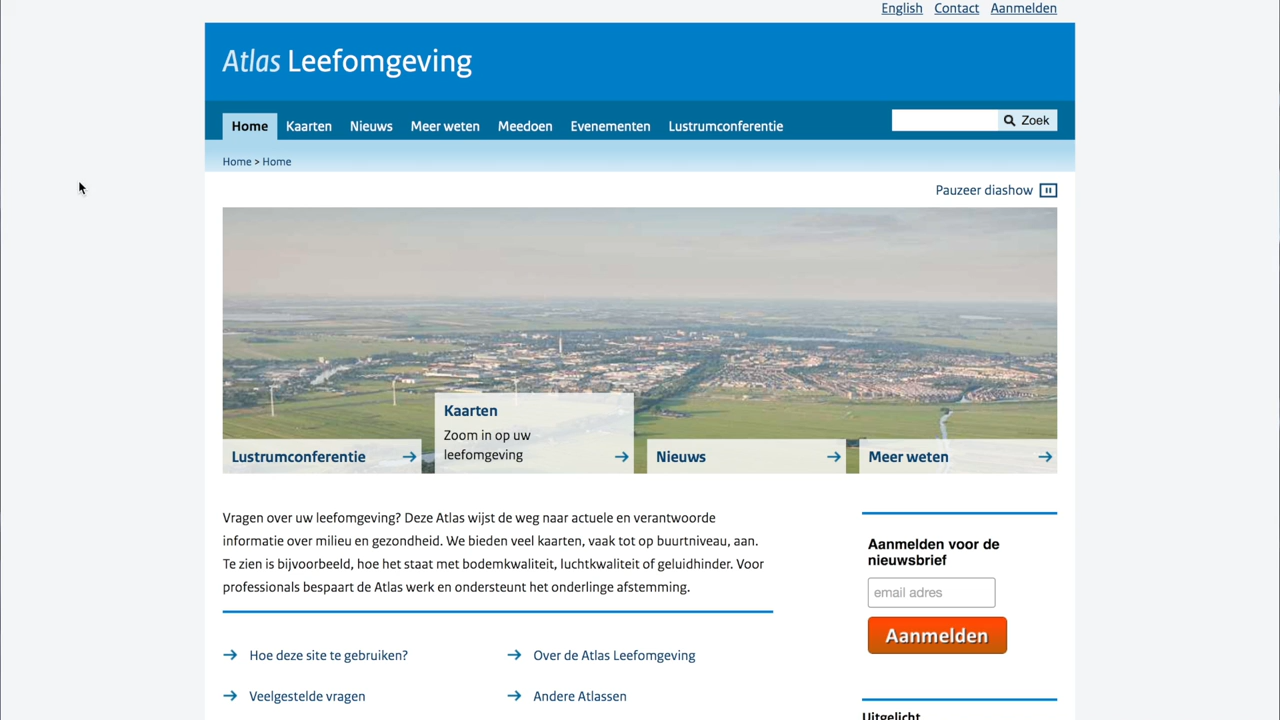 English Contact Aanmelden
Atlas Leefomgeving
Home Kaarten Nieuws Meer weten Meedoen Evenementen Lustrumconferentie Zoek
Home > Home
Pauzeer diashow
Kaarten
Zoom in op uw
leefomgeving
Lustrumconferentie
Nieuws
Meer weten
Vragen over uw leefomgeving? Deze Atlas wijst de weg naar actuele en verantwoorde
informatie over milieu en gezondheid. We bieden veel kaarten, vaak tot op buurtniveau, aan.
Te zien is bijvoorbeeld, hoe het staat met bodemkwaliteit, luchtkwaliteit of geluidhinder. Voor
professionals bespaart de Atlas werk en ondersteunt het onderlinge afstemming.
Hoe deze site te gebruiken?
Over de Atlas Leefomgeving
Veelgestelde vragen
Andere Atlassen
Aanmelden voor de
nieuwsbrief
email adres
Aanmelden
Uitgelicht